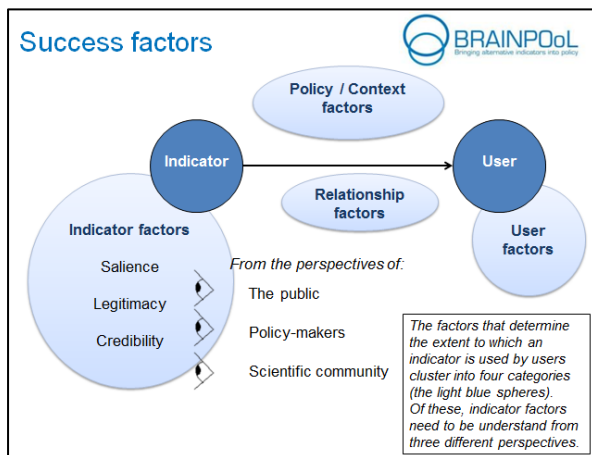 Success factors
BRAINPOoL
Bringing alternative indicators into policy
Policy / Context
factors
Indicator
User
Relationship
factors
Indicator factors
User
factors
Salience
Legitimacy
Credibility
From the perspectives of:
The public
Policy-makers
Scientific community
The factors that determine
the extent to which an
indicator is used by users
cluster into four categories
(the light blue spheres).
Of these, indicator factors
need to be understand from
three different perspectives.